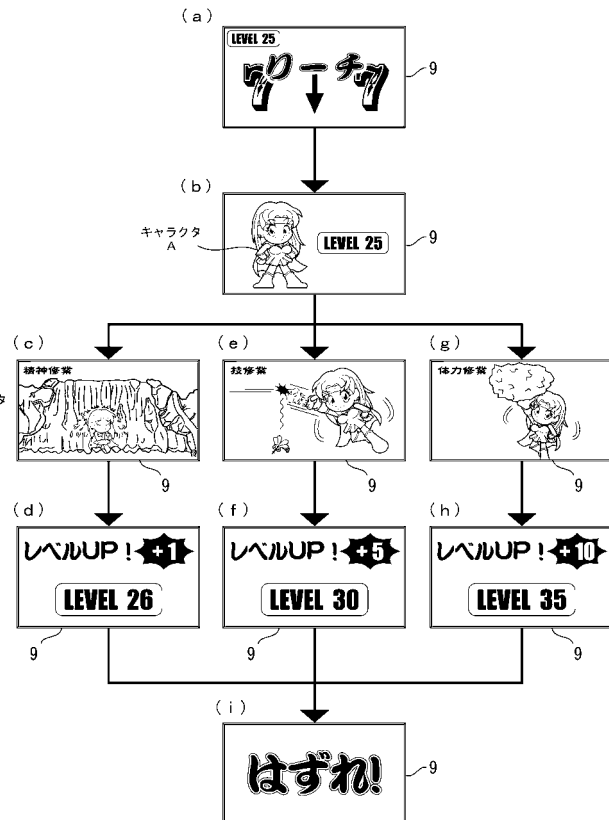 (a)
LEVEL 25
リーチ
7 7
9
(b)
キャラクタ
A
LEVEL 25
9
(c) (e) (g)
精神修業 技修業 体力修業
タ
9 9 9
(d) (f) (h)
レベルUP! +1 レベルUP! +5 レベルUP! +10
LEVEL 26 LEVEL 30 LEVEL 35
9 9 9
(i)
はずれ!
9